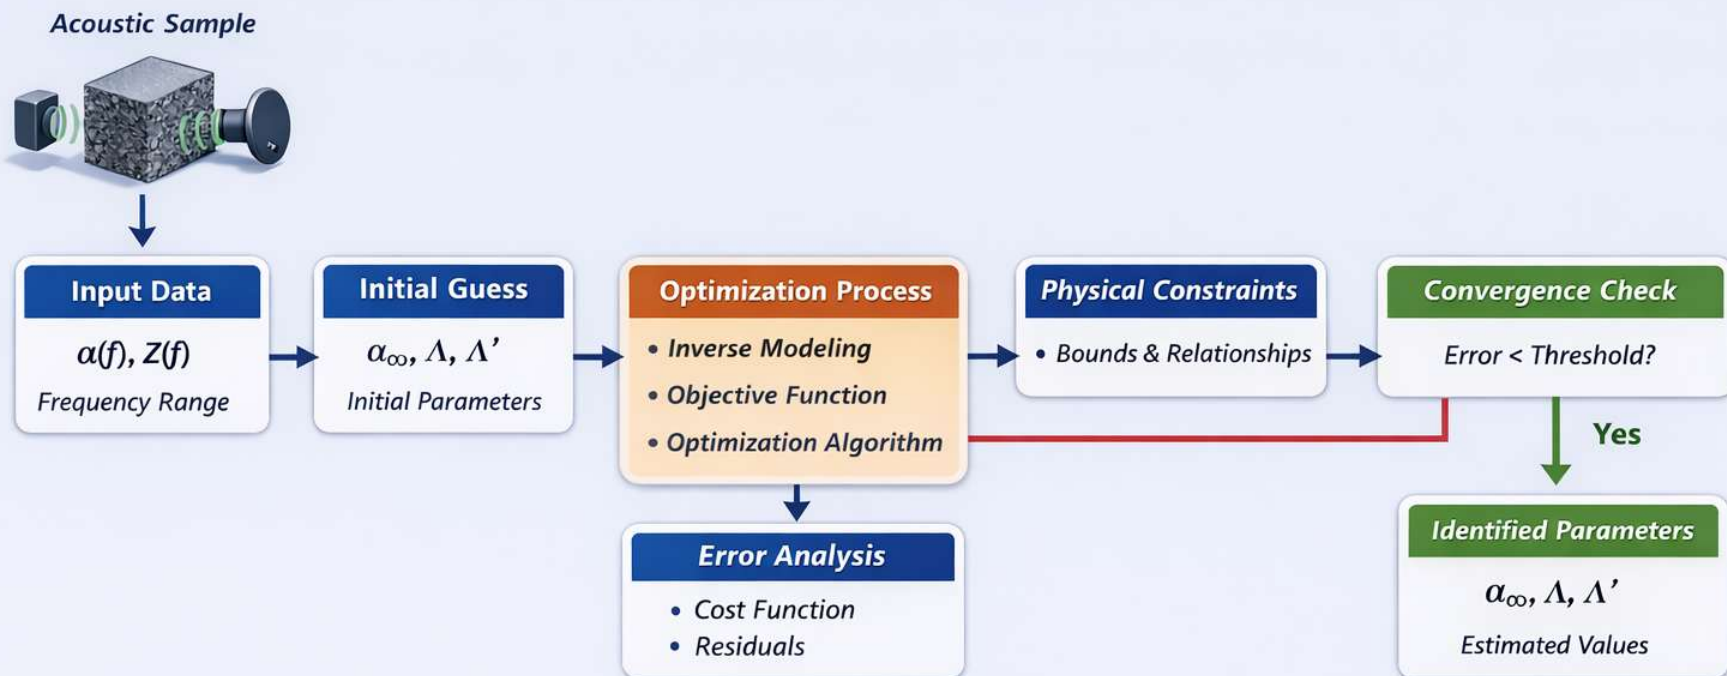 Acoustic Sample
Input Data
α(f), Z(f)
Frequency Range
Initial Guess
α∞, Λ, Λ’
Initial Parameters
Optimization Process
• Inverse Modeling
• Objective Function
• Optimization Algorithm
Physical Constraints
• Bounds & Relationships
Convergence Check
Error < Threshold?
Yes
Error Analysis
• Cost Function
• Residuals
Identified Parameters
α∞, Λ, Λ’
Estimated Values